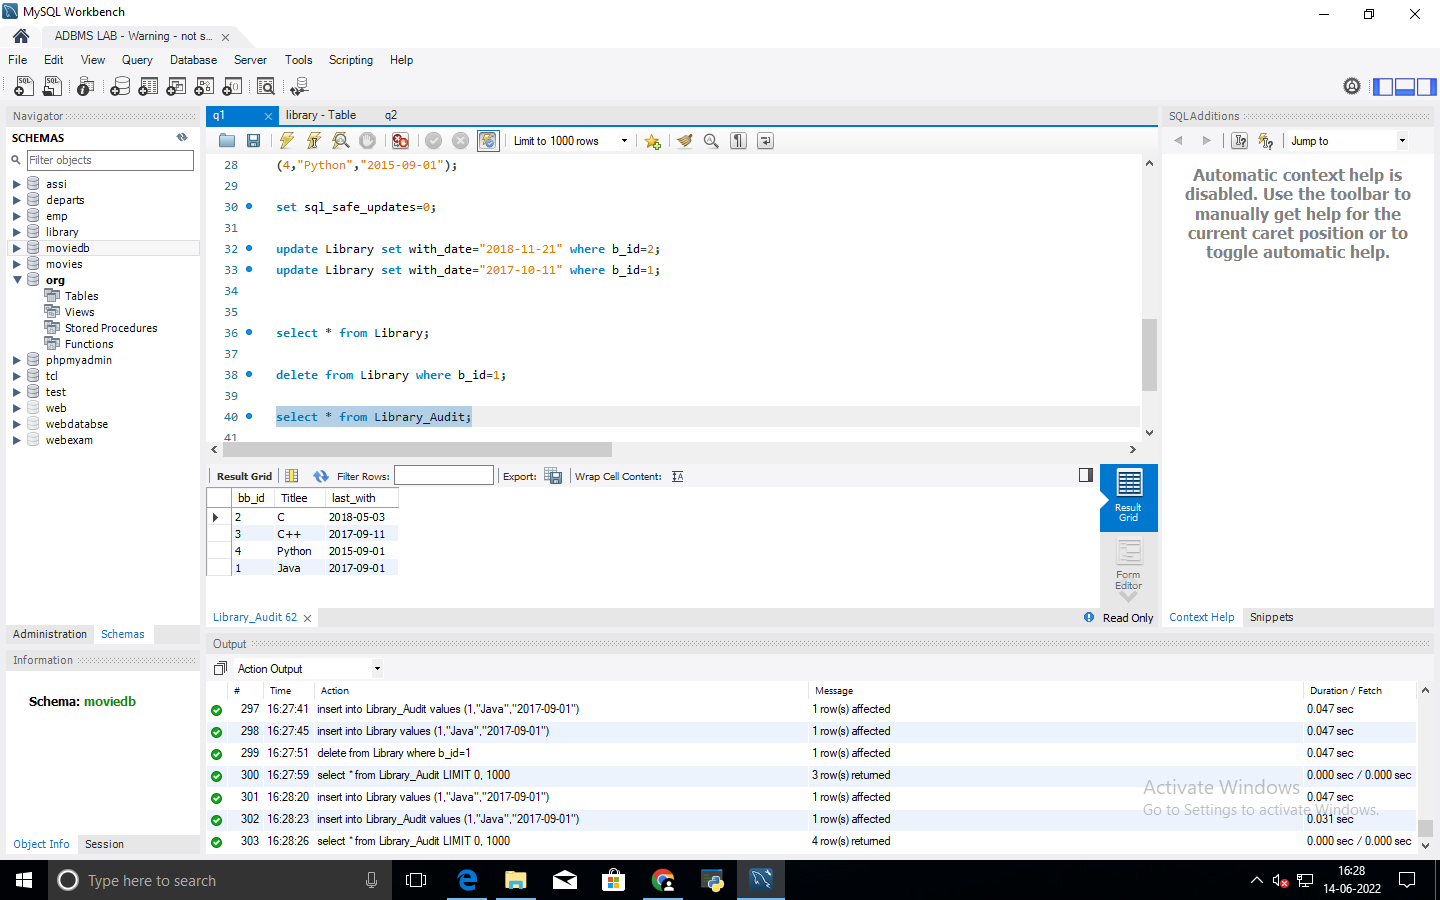 MySQL Workbench
ADBMS LAB - Warning - not s...
File Edit View Query Database Server Tools Scripting Help
Navigator
SCHEMAS
Filter objects
assi
departs
emp
library
moviedb
movies
org
Tables
Views
Stored Procedures
Functions
phpmyadmin
tcl
test
web
webdatabse
webexam
Administration Schemas
Information
Schema: moviedb
Object Info Session
q1 library - Table q2
Limit to 1000 rows
28 (4,"Python","2015-09-01");
29
30 set sql_safe_updates=0;
31
32 update Library set with_date="2018-11-21" where b_id=2;
33 update Library set with_date="2017-10-11" where b_id=1;
34
35
36 select * from Library;
37
38 delete from Library where b_id=1;
39
40 select * from Library_Audit;
41
Result Grid Filter Rows: Export: Wrap Cell Content:
bb_id Titlee last_with
2 C 2018-05-03
3 C++ 2017-09-11
4 Python 2015-09-01
1 Java 2017-09-01
Result Grid
Form Editor
Library_Audit 62
Read Only
SQLAdditions
Jump to
Automatic context help is
disabled. Use the toolbar to
manually get help for the
current caret position or to
toggle automatic help.
Context Help Snippets
Output
Action Output
# Time Action Message Duration / Fetch
297 16:27:41 insert into Library_Audit values (1,"Java","2017-09-01") 1 row(s) affected 0.047 sec
298 16:27:45 insert into Library values (1,"Java","2017-09-01") 1 row(s) affected 0.047 sec
299 16:27:51 delete from Library where b_id=1 1 row(s) affected 0.047 sec
300 16:27:59 select * from Library_Audit LIMIT 0, 1000 3 row(s) returned 0.000 sec / 0.000 sec
301 16:28:20 insert into Library values (1,"Java","2017-09-01") 1 row(s) affected 0.047 sec
302 16:28:23 insert into Library_Audit values (1,"Java","2017-09-01") 1 row(s) affected 0.031 sec
303 16:28:26 select * from Library_Audit LIMIT 0, 1000 4 row(s) returned 0.000 sec / 0.000 sec
Activate Windows
Go to Settings to activate Windows.
Type here to search
16:28
14-06-2022